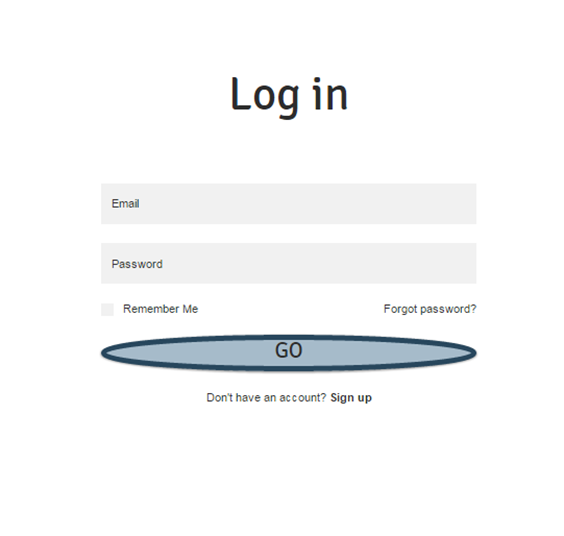 Log in
Email
Password
Remember Me Forgot password?
GO
Don't have an account? Sign up